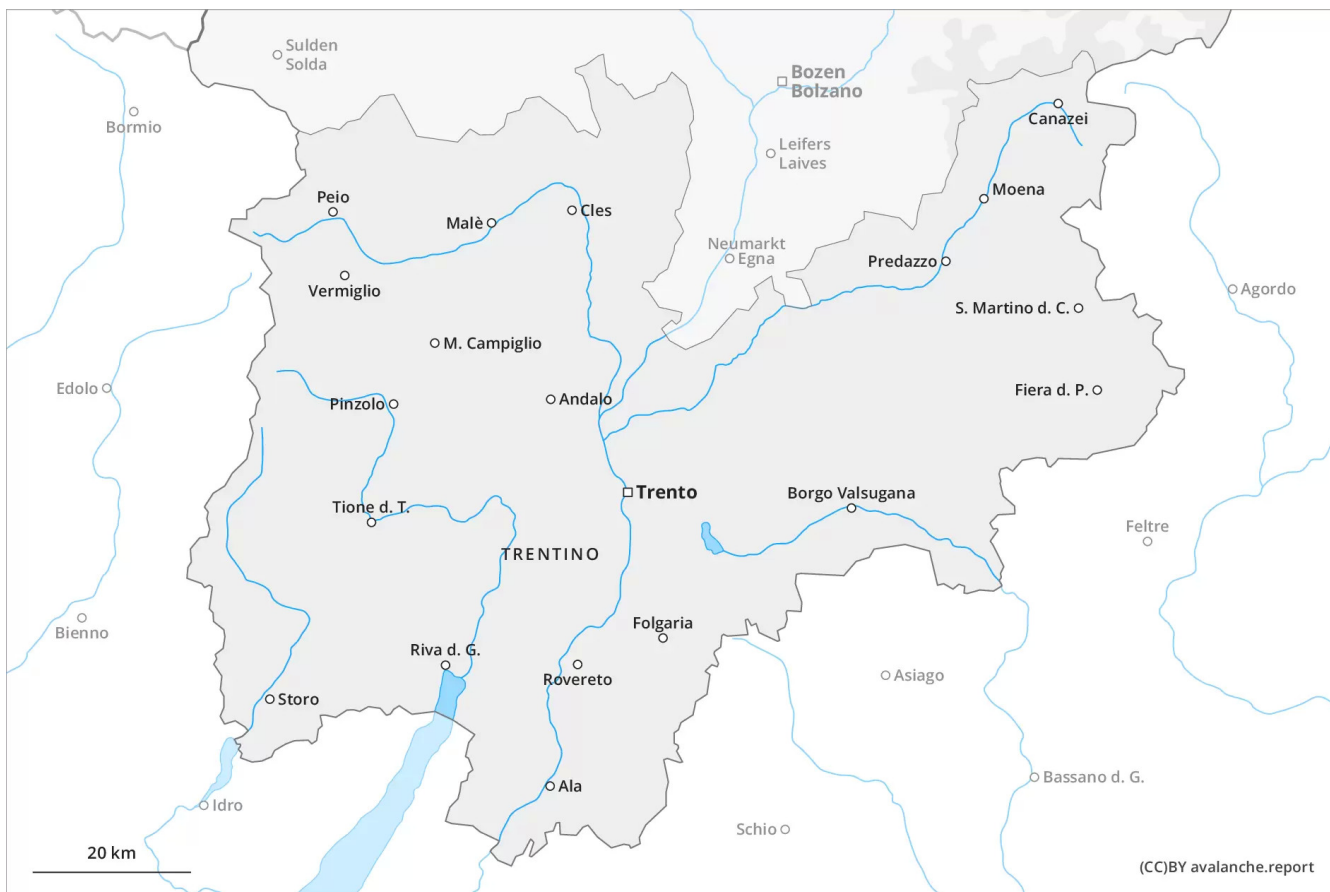 Sulden
Solda
Bozen
Bolzano
Bormio
Canazei
Leifers
Laives
Peio
Moena
Malè
Cles
Neumarkt
Egna
Predazzo
Vermiglio
Agordo
S. Martino d. C.
M. Campiglio
Edolo
Fiera d. P.
Pinzolo
Andalo
Trento
Borgo Valsugana
Tione d. T.
Feltre
TRENTINO
Folgaria
Bienno
Riva d. G.
Asiago
Rovereto
Storo
Bassano d. G.
Ala
Idro
Schio
20 km
(CC)BY avalanche.report